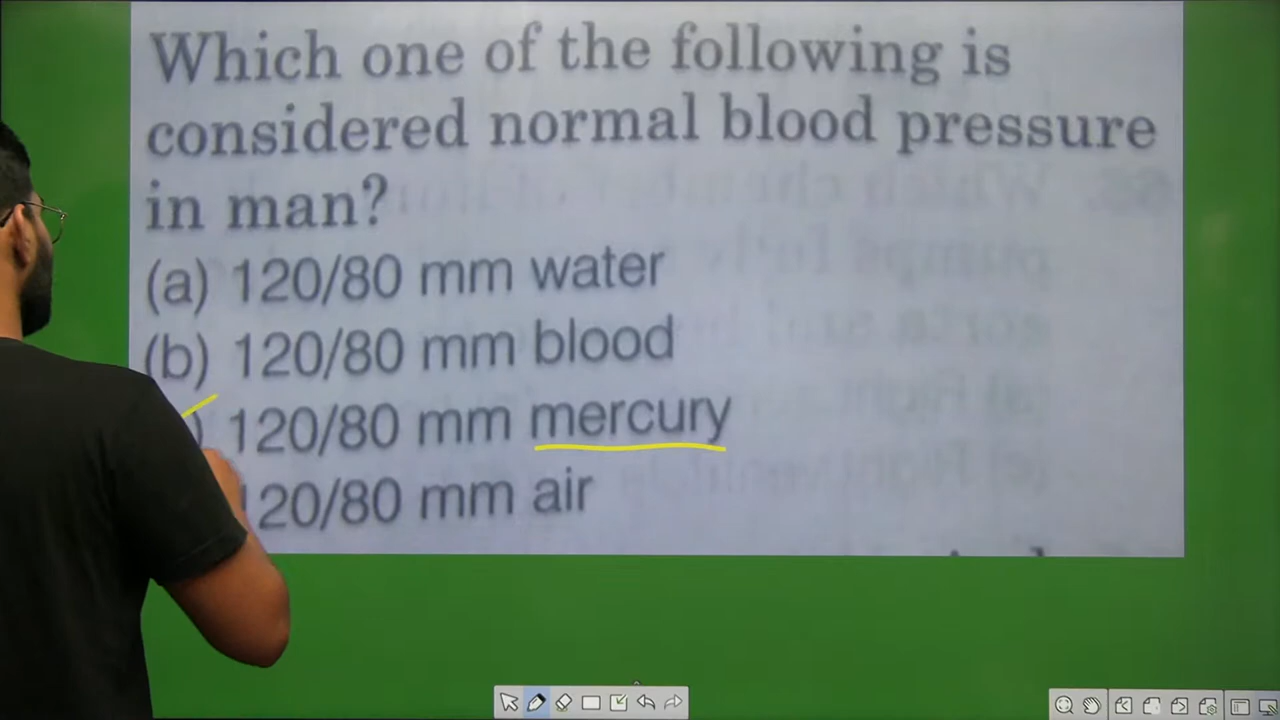 Which one of the following is
considered normal blood pressure
in man?
(a) 120/80 mm water
(b) 120/80 mm blood
) 120/80 mm mercury
120/80 mm air